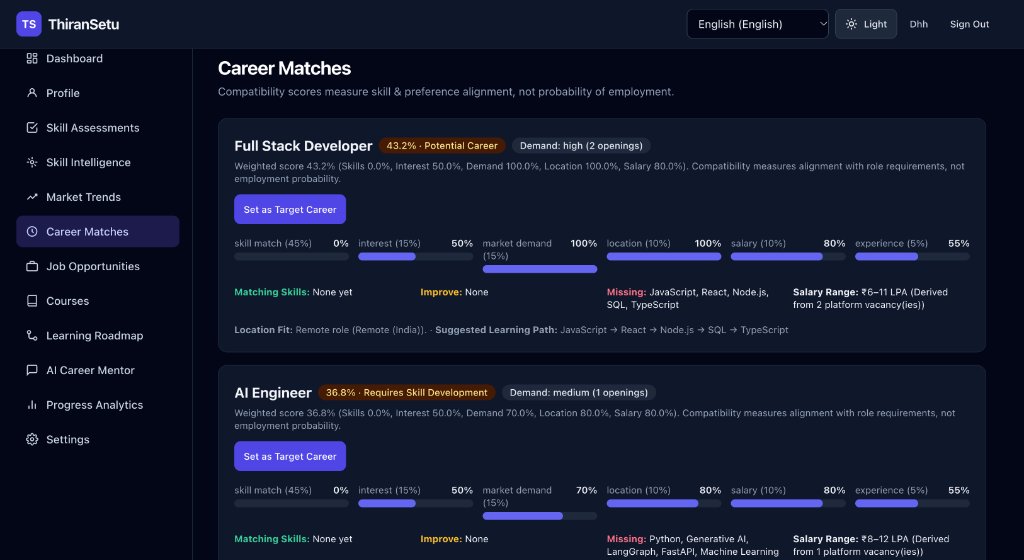 TS ThiranSetu
English (English)
Light
Dhh
Sign Out
Dashboard
Profile
Skill Assessments
Skill Intelligence
Market Trends
Career Matches
Job Opportunities
Courses
Learning Roadmap
AI Career Mentor
Progress Analytics
Settings
Career Matches
Compatibility scores measure skill & preference alignment, not probability of employment.
Full Stack Developer 43.2% · Potential Career Demand: high (2 openings)
Weighted score 43.2% (Skills 0.0%, Interest 50.0%, Demand 100.0%, Location 100.0%, Salary 80.0%). Compatibility measures alignment with role requirements, not
employment probability.
Set as Target Career
skill match (45%) 0%
interest (15%) 50%
market demand 100%
(15%)
location (10%) 100%
salary (10%) 80%
experience (5%) 55%
Matching Skills: None yet
Improve: None
Missing: JavaScript, React, Node.js,
SQL, TypeScript
Salary Range: ₹6–11 LPA (Derived
from 2 platform vacancy(ies))
Location Fit: Remote role (Remote (India)). · Suggested Learning Path: JavaScript → React → Node.js → SQL → TypeScript
AI Engineer 36.8% · Requires Skill Development Demand: medium (1 openings)
Weighted score 36.8% (Skills 0.0%, Interest 50.0%, Demand 70.0%, Location 80.0%, Salary 80.0%). Compatibility measures alignment with role requirements, not
employment probability.
Set as Target Career
skill match (45%) 0%
interest (15%) 50%
market demand 70%
(15%)
location (10%) 80%
salary (10%) 80%
experience (5%) 55%
Matching Skills: None yet
Improve: None
Missing: Python, Generative AI,
LangGraph, FastAPI, Machine Learning
Salary Range: ₹8–12 LPA (Derived
from 1 platform vacancy(ies))